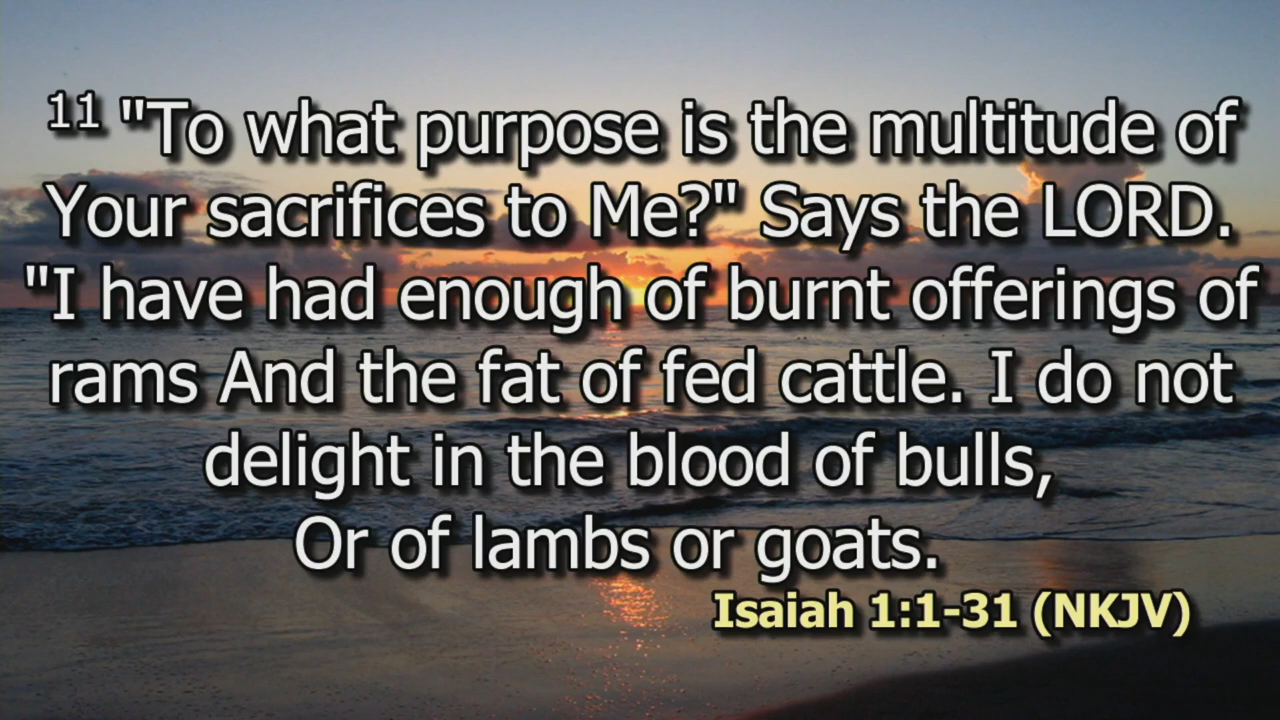 11 "To what purpose is the multitude of
Your sacrifices to Me?" Says the LORD.
"I have had enough of burnt offerings of
rams And the fat of fed cattle. I do not
delight in the blood of bulls,
Or of lambs or goats.
Isaiah 1:1-31 (NKJV)